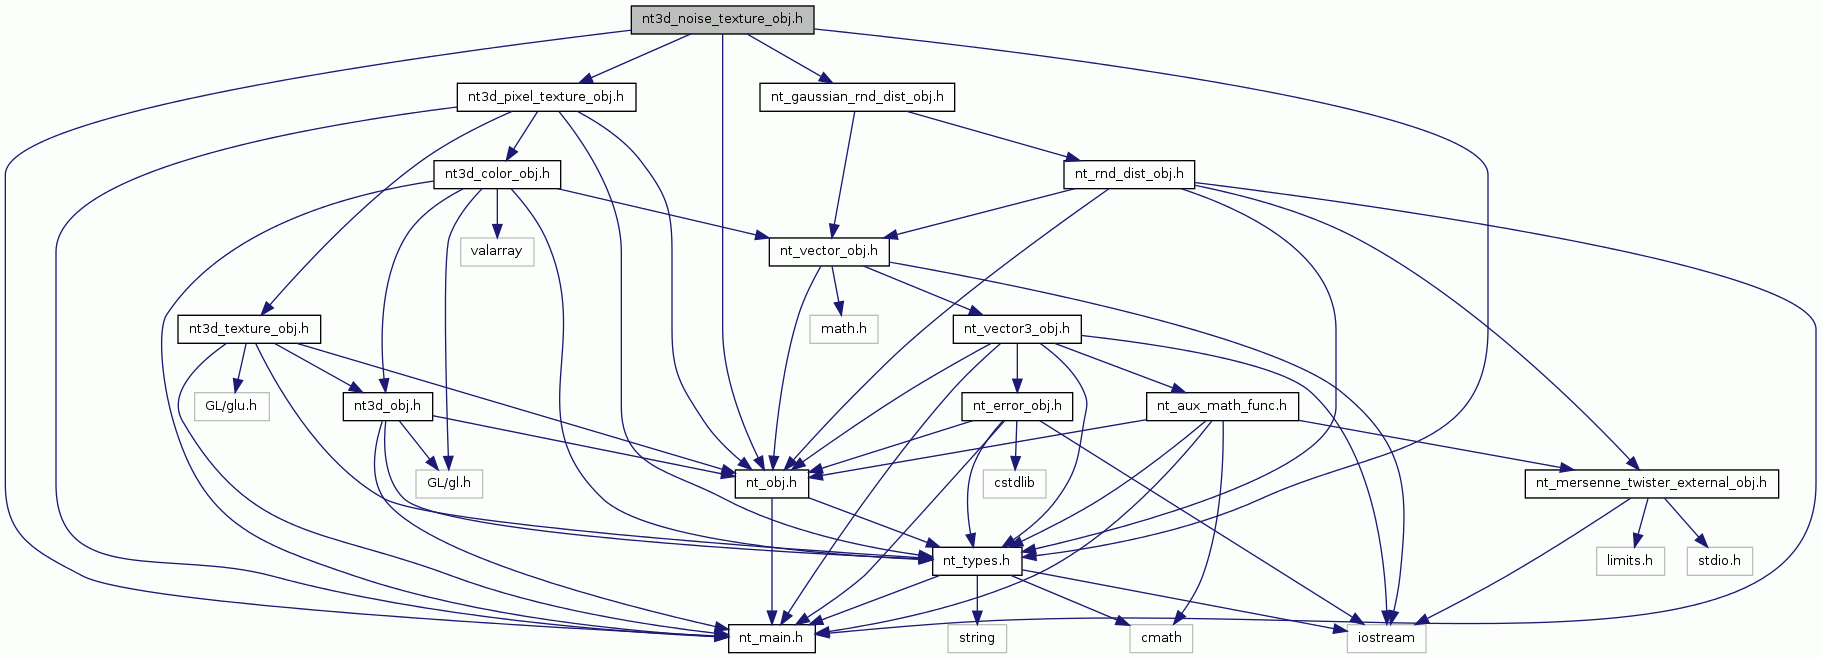 nt3d_noise_texture_obj.h
nt3d_pixel_texture_obj.h
nt_gaussian_rnd_dist_obj.h
nt3d_color_obj.h
nt_rnd_dist_obj.h
valarray
nt_vector_obj.h
nt3d_texture_obj.h
math.h
nt_vector3_obj.h
GL/glu.h
nt3d_obj.h
nt_error_obj.h
nt_aux_math_func.h
GL/gl.h
nt_obj.h
cstdlib
nt_mersenne_twister_external_obj.h
nt_types.h
limits.h
stdio.h
nt_main.h
string
cmath
iostream